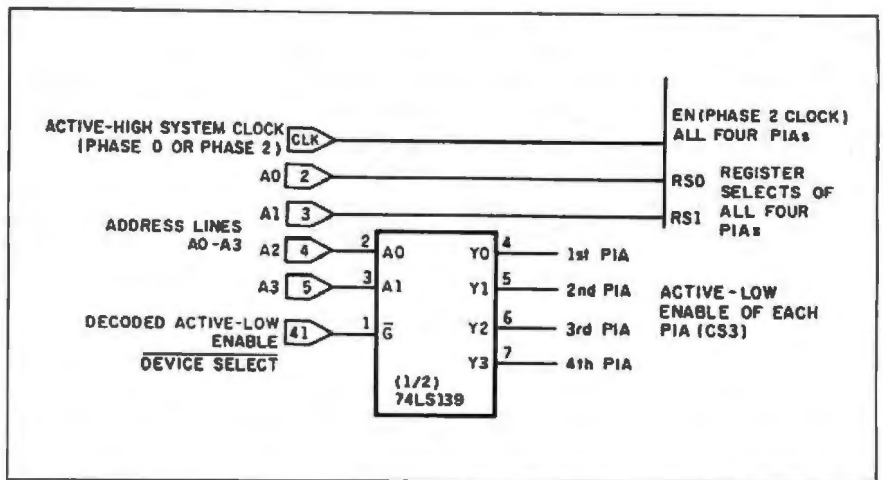 ACTIVE-HIGH SYSTEM CLOCK
(PHASE 0 OR PHASE 2)
CLK
EN(PHASE 2 CLOCK)
ALL FOUR PIAs
A0 2
RS0
REGISTER
SELECTS OF
ALL FOUR
PIAs
A1 3
RS1
ADDRESS LINES
A0-A3
A2 4
2 A0
Y0 4
1st PIA
A3 5
3 A1
Y1 5
2nd PIA
ACTIVE-LOW
ENABLE OF EACH
PIA (CS3)
DECODED ACTIVE-LOW
ENABLE
DEVICE SELECT
41
1 G
Y2 6
3rd PIA
Y3 7
4th PIA
(1/2)
74LS139